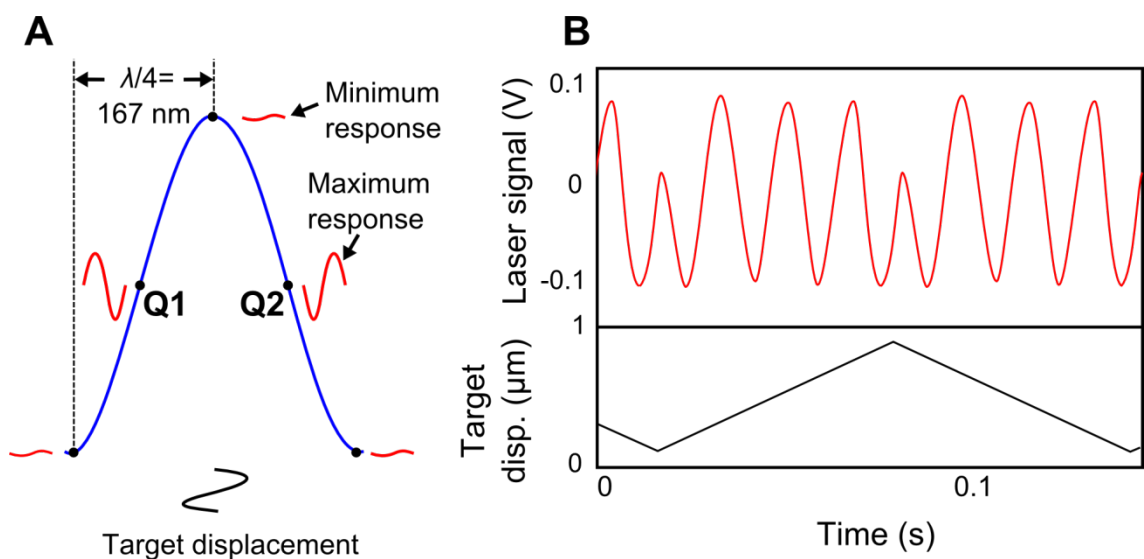 A
λ/4=
167 nm
Minimum
response
Maximum
response
Q1
Q2
Target displacement
B
Laser signal (V)
0.1
0
-0.1
Target
disp. (μm)
1
0
0
0.1
Time (s)